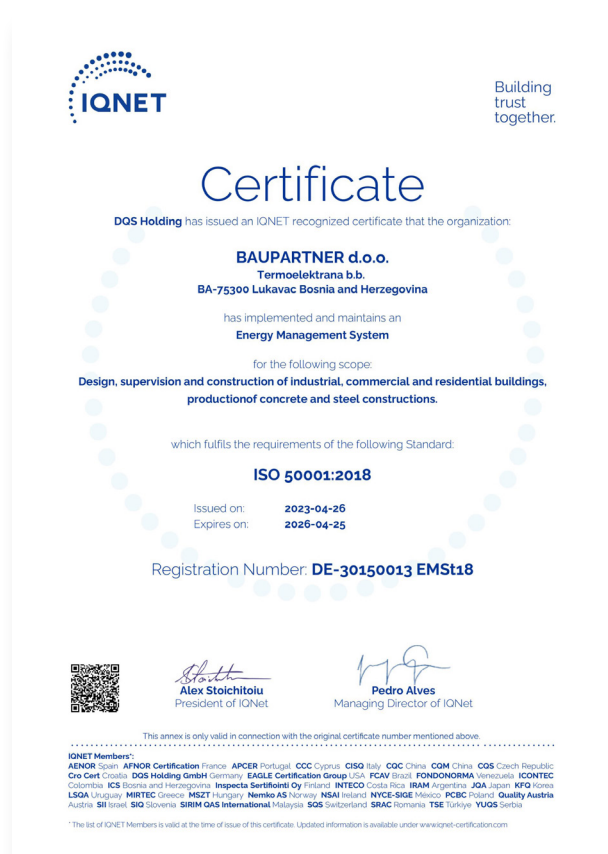 IQNET
Building
trust
together.
Certificate
DQS Holding has issued an IQNET recognized certificate that the organization:
BAUPARTNER d.o.o.
Termoelektrana b.b.
BA-75300 Lukavac Bosnia and Herzegovina
has implemented and maintains an
Energy Management System
for the following scope:
Design, supervision and construction of industrial, commercial and residential buildings,
productionof concrete and steel constructions.
which fulfils the requirements of the following Standard:
ISO 50001:2018
Issued on: 2023-04-26
Expires on: 2026-04-25
Registration Number: DE-30150013 EMSt18
Alex Stoichitoiu
President of IQNet
Pedro Alves
Managing Director of IQNet
This annex is only valid in connection with the original certificate number mentioned above.
IQNET Members*:
AENOR Spain AFNOR Certification France APCER Portugal CCC Cyprus CISQ Italy CQC China CQM China CQS Czech Republic
Cro Cert Croatia DQS Holding GmbH Germany EAGLE Certification Group USA FCAV Brazil FONDONORMA Venezuela ICONTEC
Colombia ICS Bosnia and Herzegovina Inspecta Sertifiointi Oy Finland INTECO Costa Rica IRAM Argentina JQA Japan KFQ Korea
LSQA Uruguay MIRTEC Greece MSZT Hungary Nemko AS Norway NSAI Ireland NYCE-SIGE México PCBC Poland Quality Austria
Austria SII Israel SIQ Slovenia SIRIM QAS International Malaysia SQS Switzerland SRAC Romania TSE Türkiye YUQS Serbia
* The list of IQNET Members is valid at the time of issue of this certificate. Updated information is available under www.iqnet-certification.com